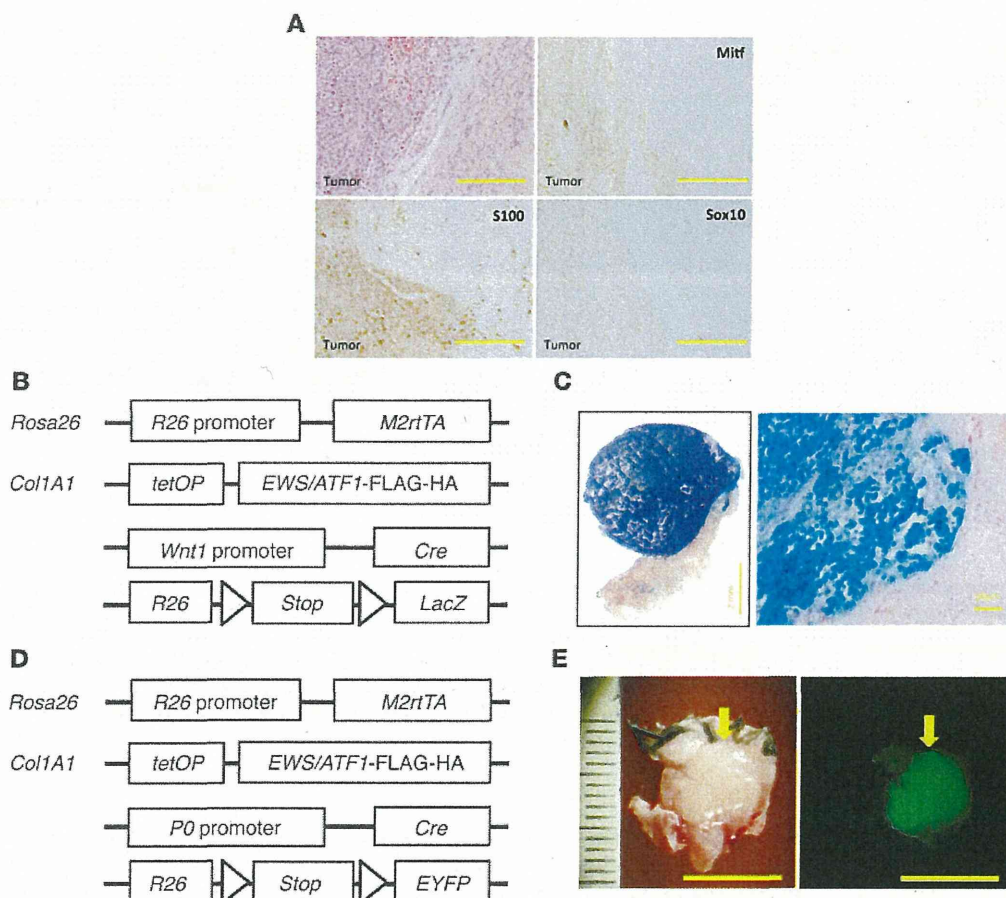 A
Tumor
Mitf
Tumor
S100
Tumor
Sox10
Tumor
B
Rosa26 R26 promoter M2rtTA
Col1A1 tetOP EWS/ATF1-FLAG-HA
Wnt1 promoter Cre
R26 Stop LacZ
C
D
Rosa26 R26 promoter M2rtTA
Col1A1 tetOP EWS/ATF1-FLAG-HA
P0 promoter Cre
R26 Stop EYFP
E